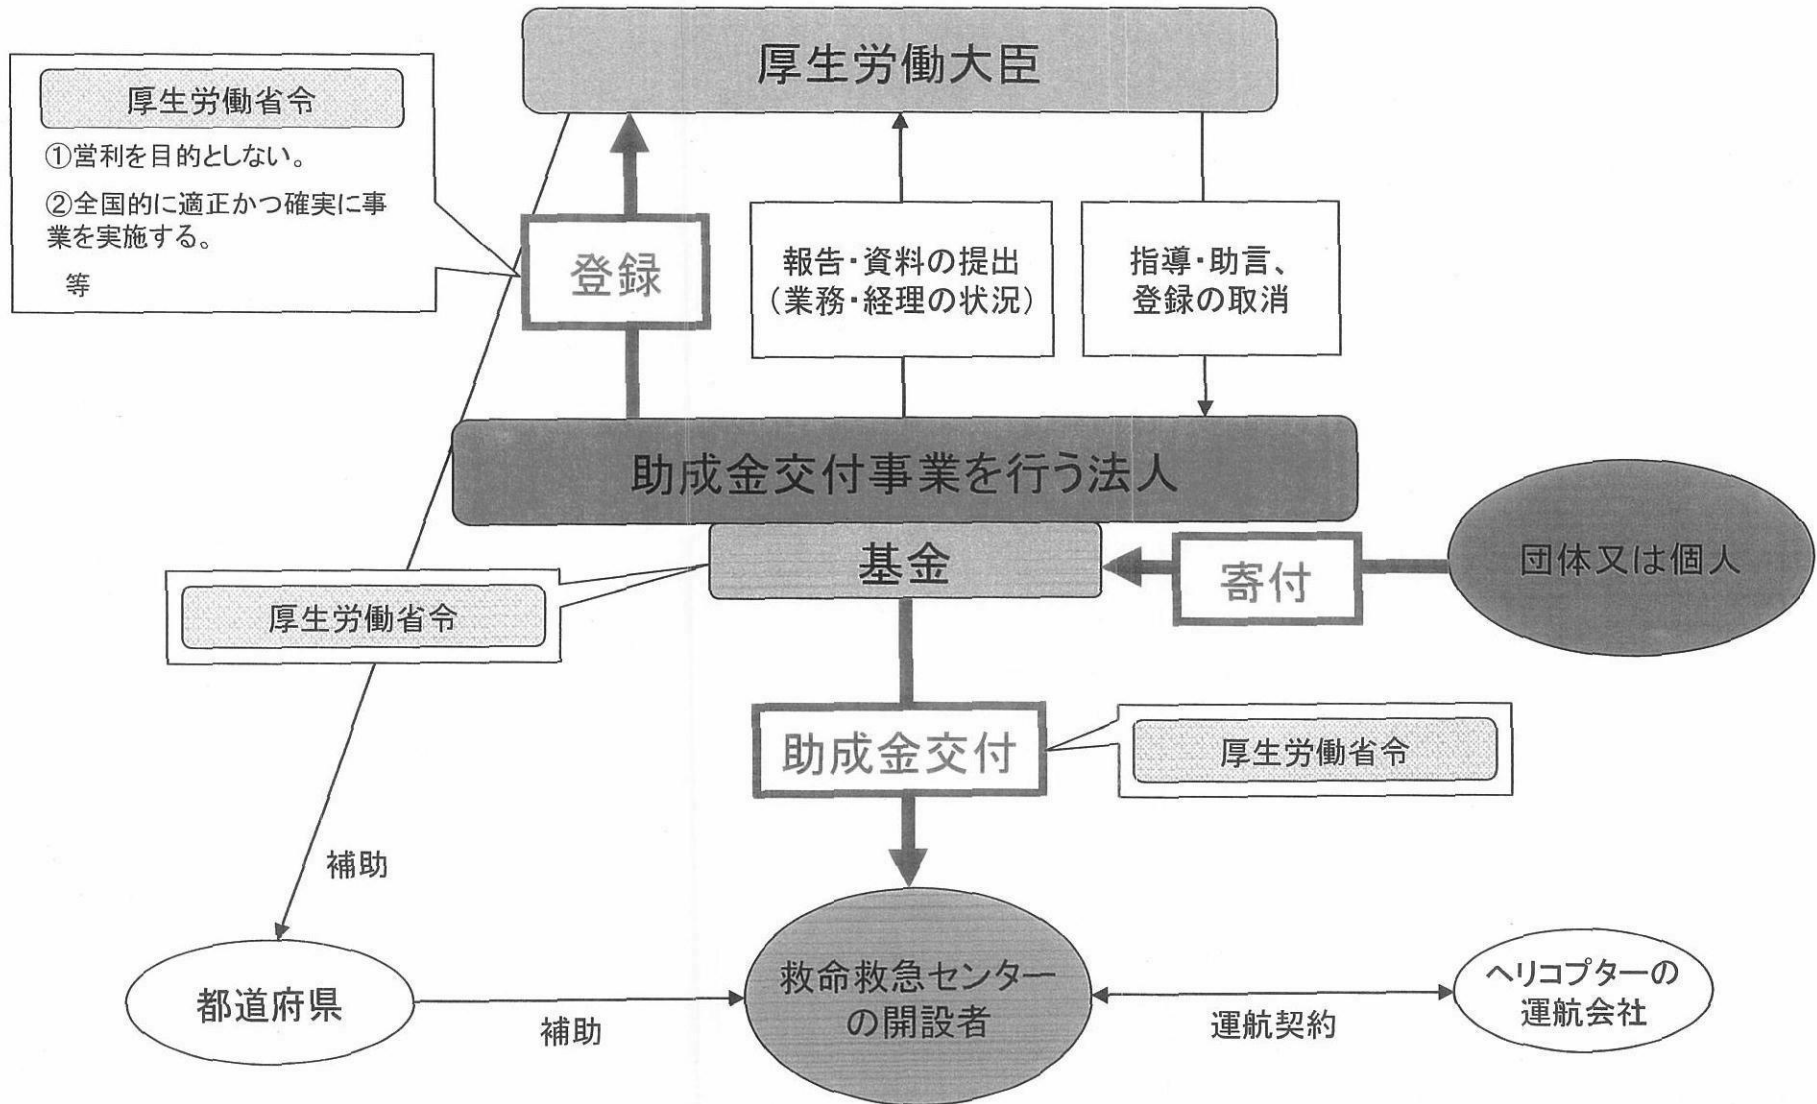 厚生労働大臣
厚生労働省令
①営利を目的としない。
②全国的に適正かつ確実に事
業を実施する。
等
登録
報告・資料の提出
（業務・経理の状況）
指導・助言、
登録の取消
助成金交付事業を行う法人
基金
寄付
団体又は個人
厚生労働省令
助成金交付
厚生労働省令
補助
都道府県
補助
救命救急センター
の開設者
運航契約
ヘリコプターの
運航会社